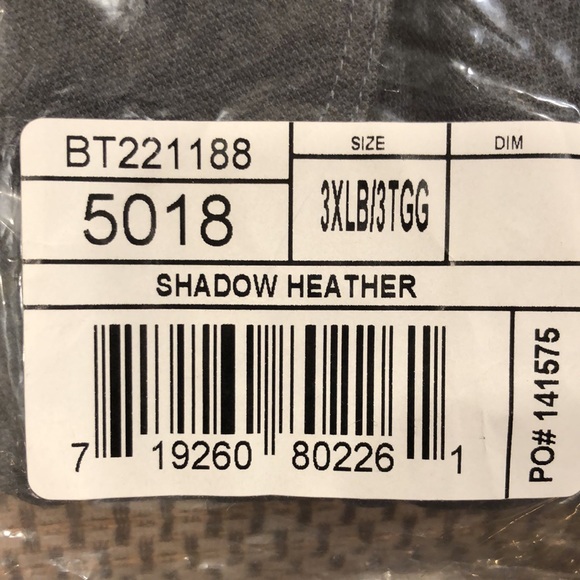 BT221188
5018
SIZE
3XLB/3TGG
DIM
SHADOW HEATHER
7 19260 80226 1
PO# 141575